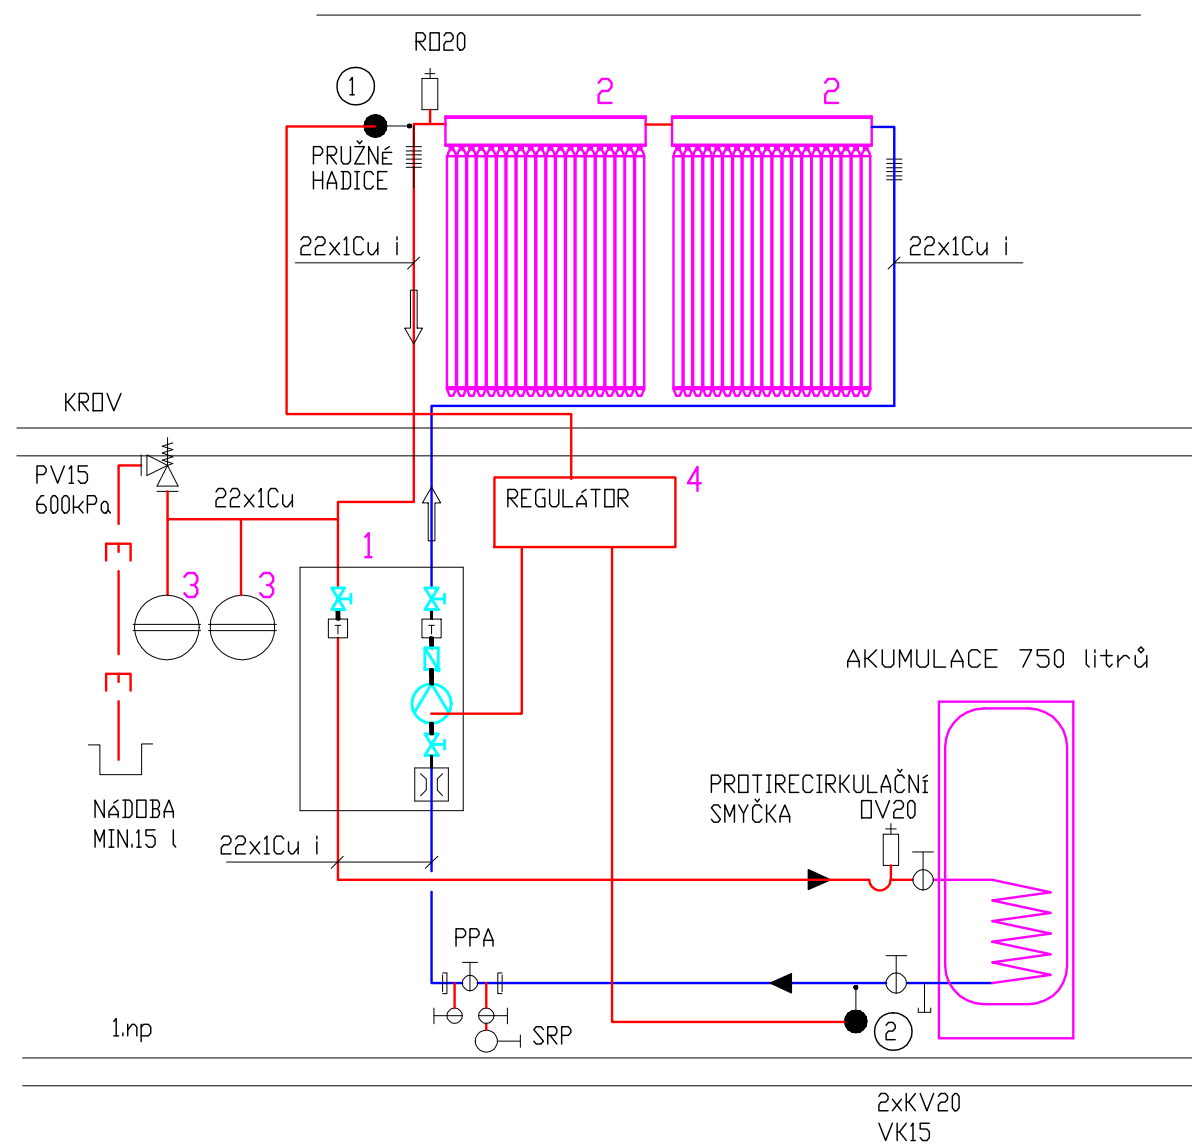 RO20
1
2
2
PRUŽNÉ
HADICE
22x1Cu i
22x1Cu i
KROV
PV15
600kPa
22x1Cu
REGULÁTOR
4
1
3
3
T
T
AKUMULACE 750 litrů
NÁDOBA
MIN.15 l
PROTIRECIRKULAČNÍ
SMYČKA
OV20
22x1Cu i
PPA
SRP
2
1.np
2xKV20
VK15